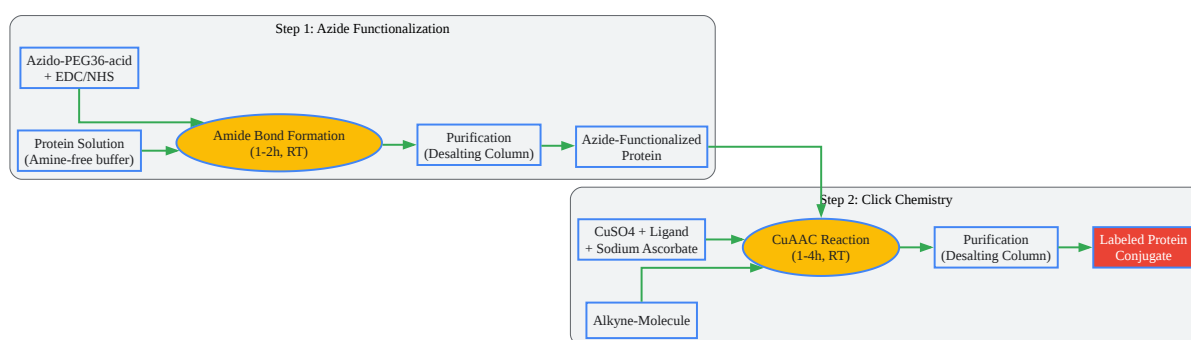 Step 1: Azide Functionalization
Azido-PEG36-acid
+ EDC/NHS
Protein Solution
(Amine-free buffer)
Amide Bond Formation
(1-2h, RT)
Purification
(Desalting Column)
Azide-Functionalized
Protein
Step 2: Click Chemistry
CuSO4 + Ligand
+ Sodium Ascorbate
Alkyne-Molecule
CuAAC Reaction
(1-4h, RT)
Purification
(Desalting Column)
Labeled Protein
Conjugate